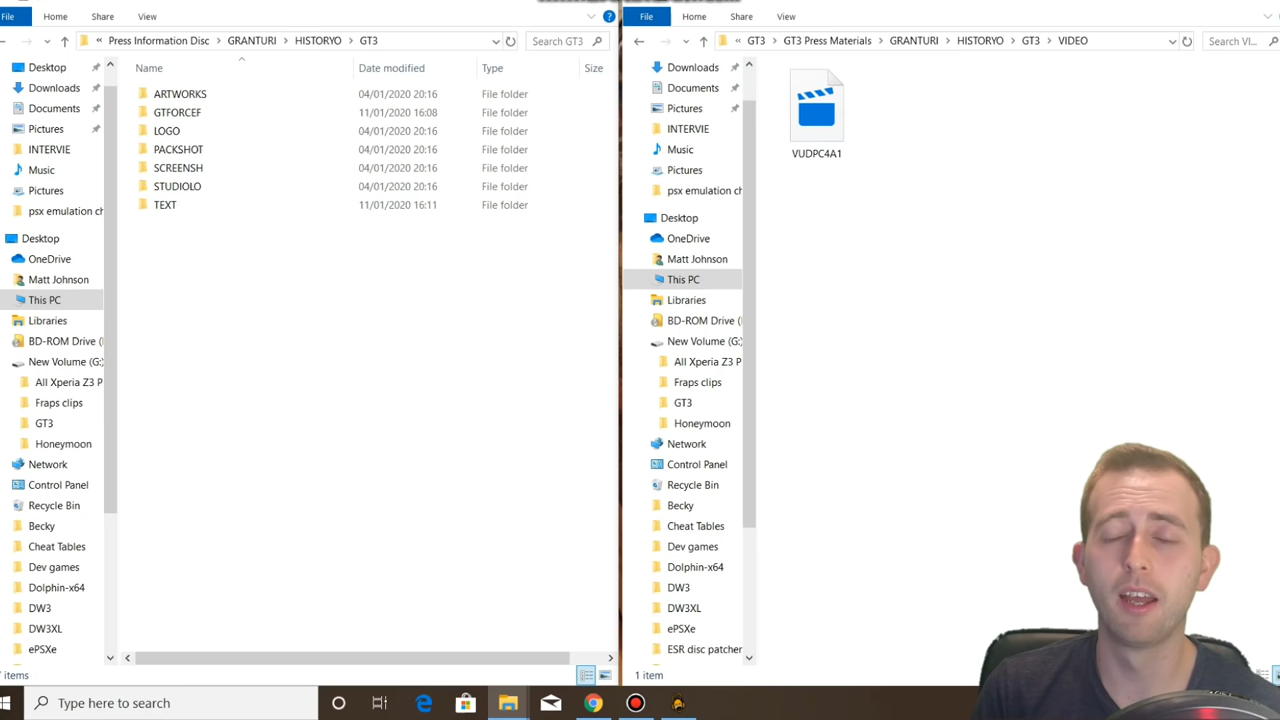 File Home Share View
Press Information Disc GRANTURI HISTORYO GT3 Search GT3
Name Date modified Type Size
Desktop
Downloads
Documents
Pictures
INTERVIE
Music
Pictures
psx emulation ch
Desktop
OneDrive
Matt Johnson
This PC
Libraries
BD-ROM Drive (
New Volume (G:
All Xperia Z3 P
Fraps clips
GT3
Honeymoon
Network
Control Panel
Recycle Bin
Becky
Cheat Tables
Dev games
Dolphin-x64
DW3
DW3XL
ePSXe
ARTWORKS 04/01/2020 20:16 File folder
GTFORCEF 11/01/2020 16:08 File folder
LOGO 04/01/2020 20:16 File folder
PACKSHOT 04/01/2020 20:16 File folder
SCREENSH 04/01/2020 20:16 File folder
STUDIOLO 04/01/2020 20:16 File folder
TEXT 11/01/2020 16:11 File folder
items
File Home Share View
GT3 GT3 Press Materials GRANTURI HISTORYO GT3 VIDEO Search VI...
Downloads
Documents
Pictures
INTERVIE
Music
Pictures
psx emulation ch
Desktop
OneDrive
Matt Johnson
This PC
Libraries
BD-ROM Drive (
New Volume (G:
All Xperia Z3 P
Fraps clips
GT3
Honeymoon
Network
Control Panel
Recycle Bin
Becky
Cheat Tables
Dev games
Dolphin-x64
DW3
DW3XL
ePSXe
ESR disc patcher
VUDPC4A1
1 item
Type here to search